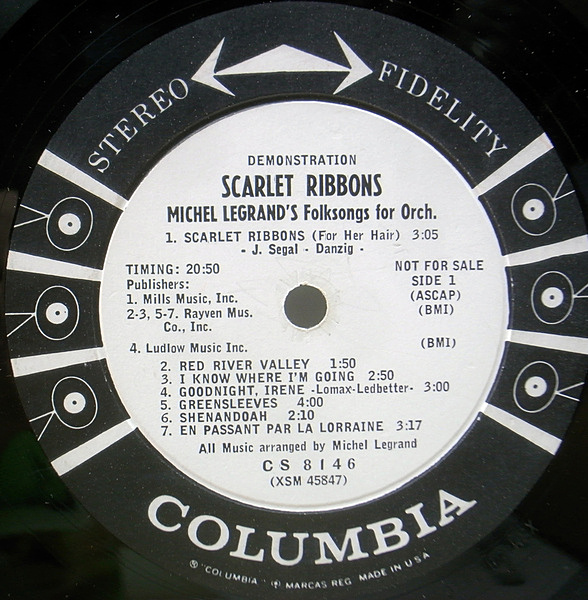 STEREO FIDELITY
DEMONSTRATION
SCARLET RIBBONS
MICHEL LEGRAND'S Folksongs for Orch.
1. SCARLET RIBBONS (For Her Hair) 3:05
- J. Segal - Danzig -
TIMING: 20:50 NOT FOR SALE
Publishers: SIDE 1
1. Mills Music, Inc. (ASCAP)
2-3, 5-7. Rayven Mus. (BMI)
Co., Inc.
4. Ludlow Music Inc. (BMI)
2. RED RIVER VALLEY 1:50
3. I KNOW WHERE I'M GOING 2:50
4. GOODNIGHT, IRENE -Lomax-Ledbetter- 3:00
5. GREENSLEEVES 4:00
6. SHENANDOAH 2:10
7. EN PASSANT PAR LA LORRAINE 3:17
All Music arranged by Michel Legrand
CS 8146
(XSM 45847)
COLUMBIA
® "COLUMBIA" MARCAS REG. MADE IN U.S.A.